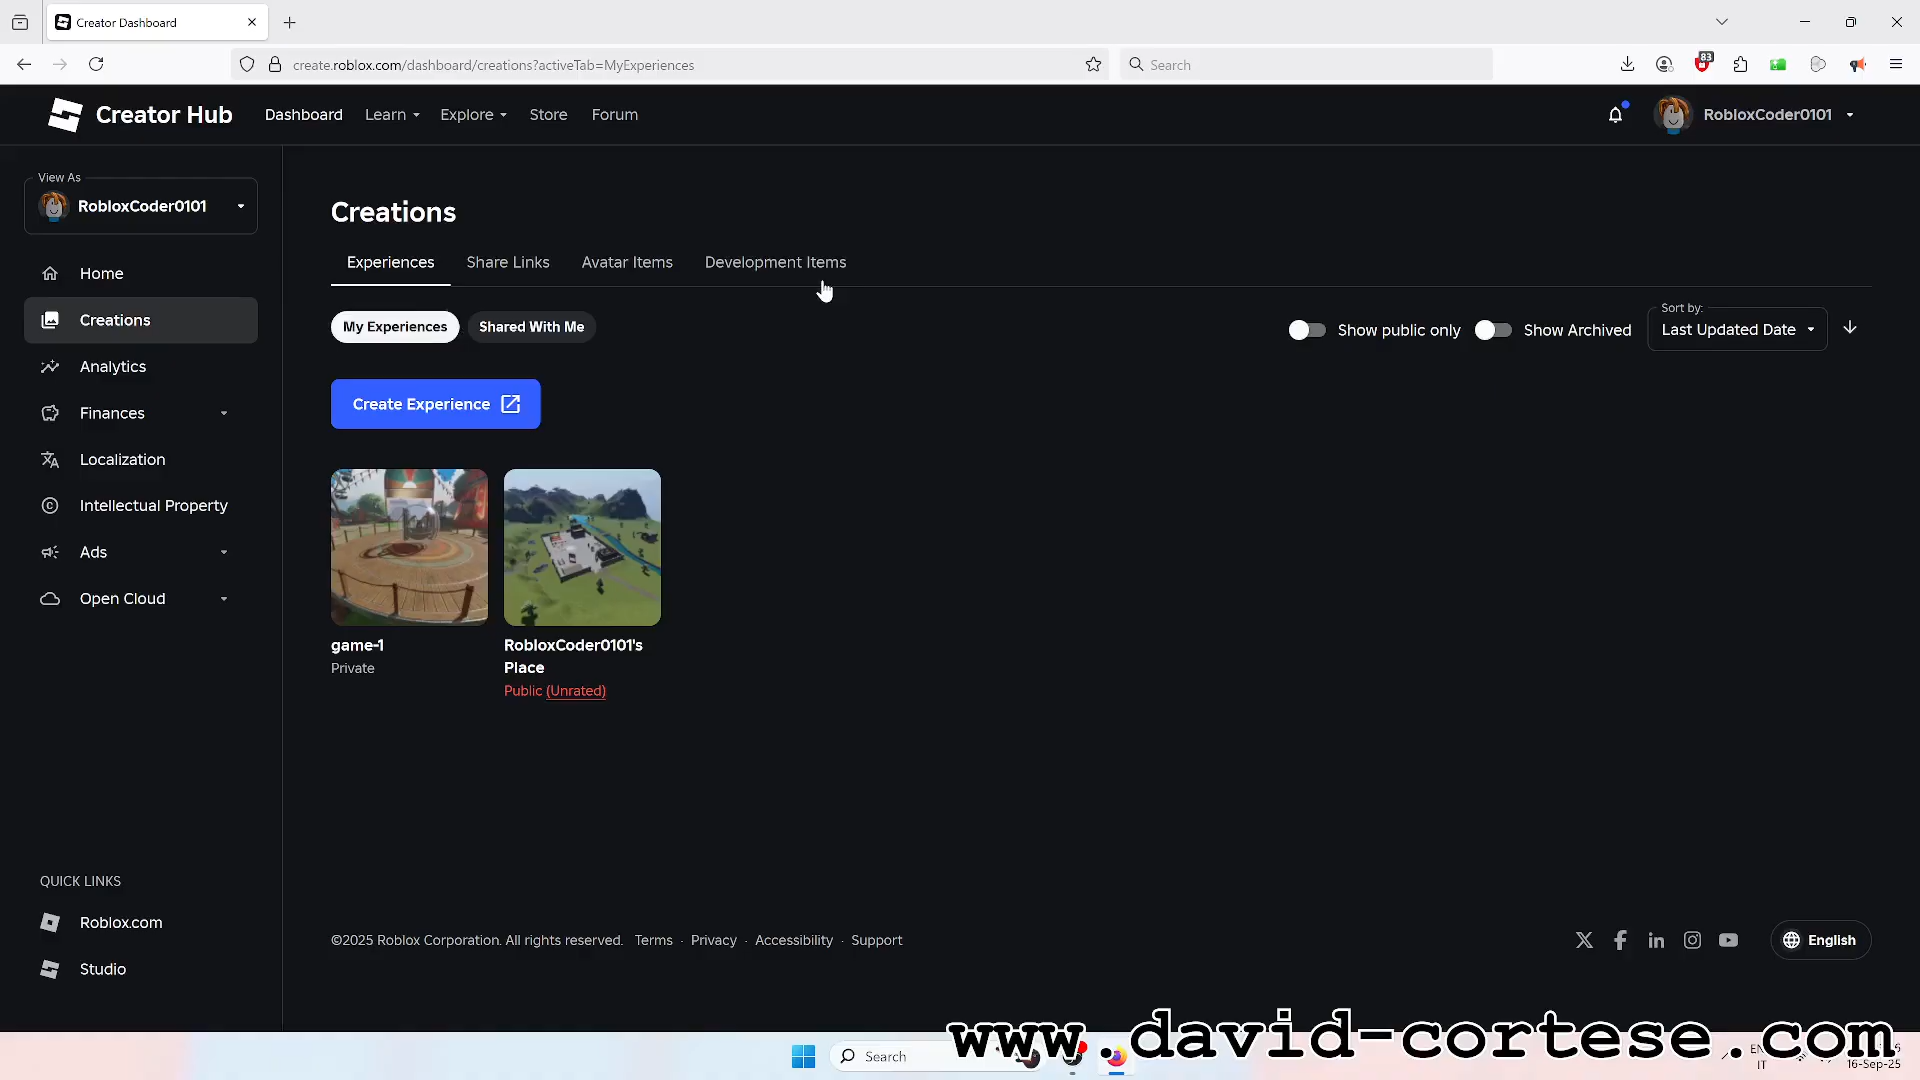 Creator Dashboard
create.roblox.com/dashboard/creations?activeTab=MyExperiences
Search
83
Creator Hub
Dashboard
Learn
Explore
Store
Forum
RobloxCoder0101
View As
RobloxCoder0101
Home
Creations
Analytics
Finances
Localization
Intellectual Property
Ads
Open Cloud
QUICK LINKS
Roblox.com
Studio
Creations
Experiences
Share Links
Avatar Items
Development Items
My Experiences
Shared With Me
Show public only
Show Archived
Sort by:
Last Updated Date
Create Experience
game-1
Private
RobloxCoder0101's
Place
Public (Unrated)
©2025 Roblox Corporation. All rights reserved.
Terms · Privacy · Accessibility · Support
English
www.david-cortese.com
Search
IT
16-Sep-25